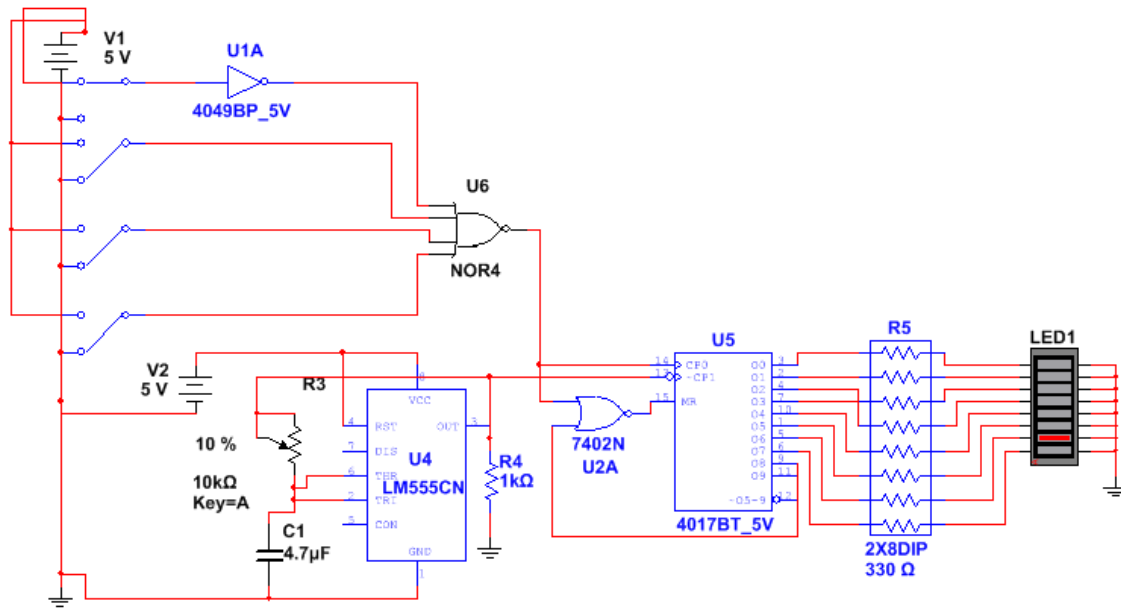 V1
5 V
U1A
4049BP_5V
U6
NOR4
V2
5 V
R3
10 %
10kΩ
Key=A
C1
4.7µF
8
VCC
4 RST OUT 3
7 DIS
U4
6 THR
LM555CN
2 TRI
5 CON
GND
1
R4
1kΩ
7402N
U2A
U5
14 CP0 O0 3
13 -CP1 O1 2
O2 4
15 MR O3 7
O4 10
O5 1
O6 5
O7 6
O8 9
O9 11
-O5-9 12
4017BT_5V
R5
2X8DIP
330 Ω
LED1